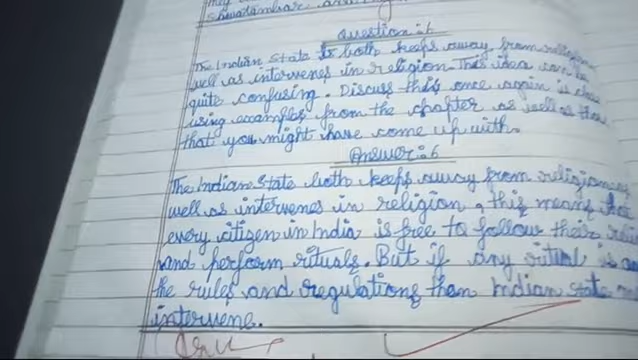 Shwetambar and
Question :- 6
The Indian State is both keeps away from religion
well as intervenes in religion. This idea can be
quite confusing. Discuss this once again in class
using examples from the chapter as well as those
that you might have come up with.
Answer :- 6
The Indian State both keeps away from religion as
well as intervenes in religion, this means that
every citizen in India is free to follow their
and perform rituals. But if any ritual is
the rules and regulations then Indian State
intervene.